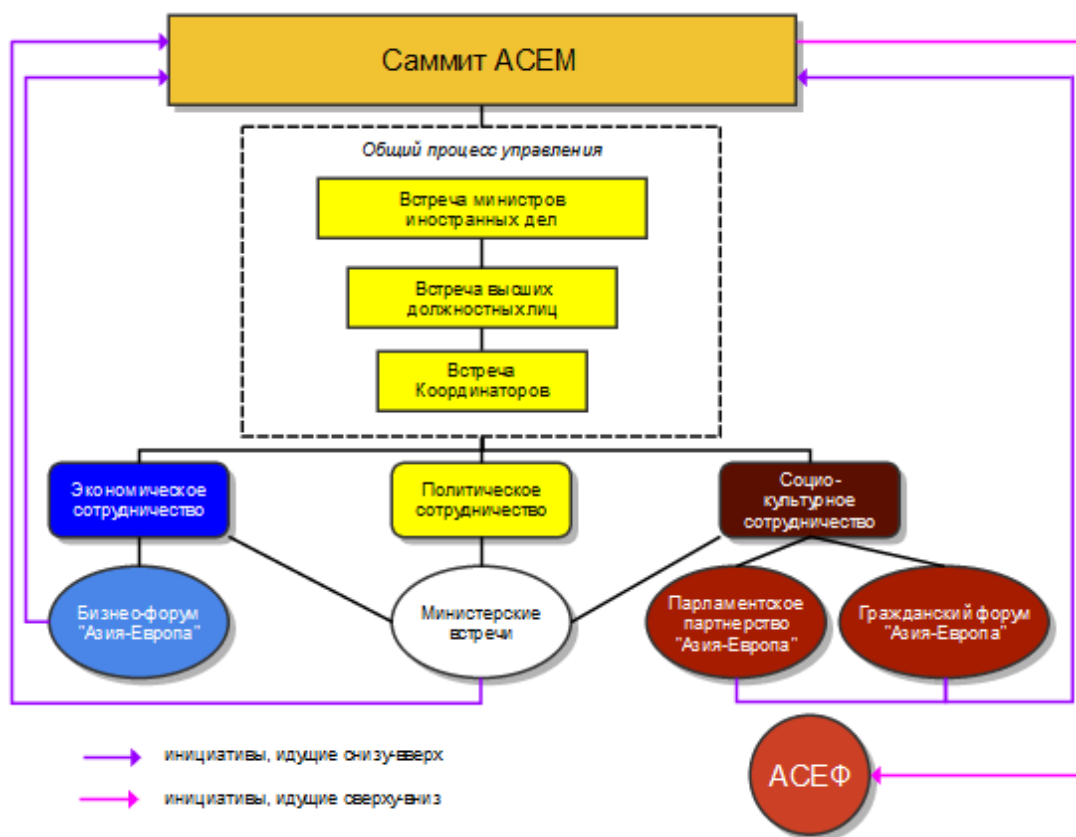 Саммит АСЕМ
Общий процесс управления
Встреча министров
иностранных дел
Встреча высших
должностных лиц
Встреча
Координаторов
Экономическое
сотрудничество
Политическое
сотрудничество
Социо-
культурное
сотрудничество
Бизнес-форум
"Азия-Европа"
Министерские
встречи
Парламентское
партнерство
"Азия-Европа"
Гражданский форум
"Азия-Европа"
инициативы, идущие снизу-вверх
АСЕФ
инициативы, идущие сверху-вниз